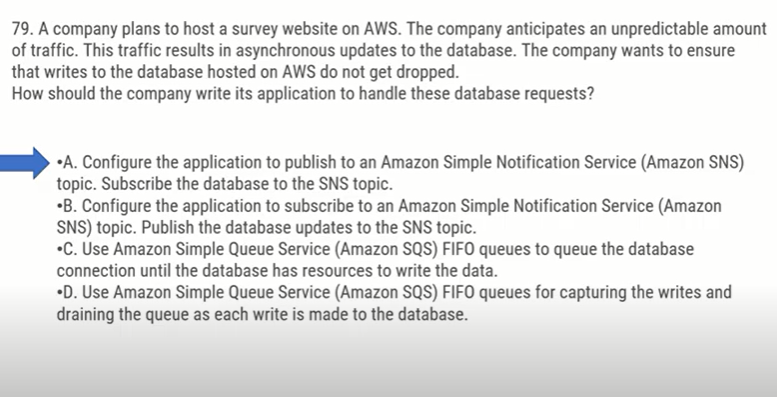 79. A company plans to host a survey website on AWS. The company anticipates an unpredictable amount
of traffic. This traffic results in asynchronous updates to the database. The company wants to ensure
that writes to the database hosted on AWS do not get dropped.
How should the company write its application to handle these database requests?
•A. Configure the application to publish to an Amazon Simple Notification Service (Amazon SNS)
topic. Subscribe the database to the SNS topic.
•B. Configure the application to subscribe to an Amazon Simple Notification Service (Amazon
SNS) topic. Publish the database updates to the SNS topic.
•C. Use Amazon Simple Queue Service (Amazon SQS) FIFO queues to queue the database
connection until the database has resources to write the data.
•D. Use Amazon Simple Queue Service (Amazon SQS) FIFO queues for capturing the writes and
draining the queue as each write is made to the database.